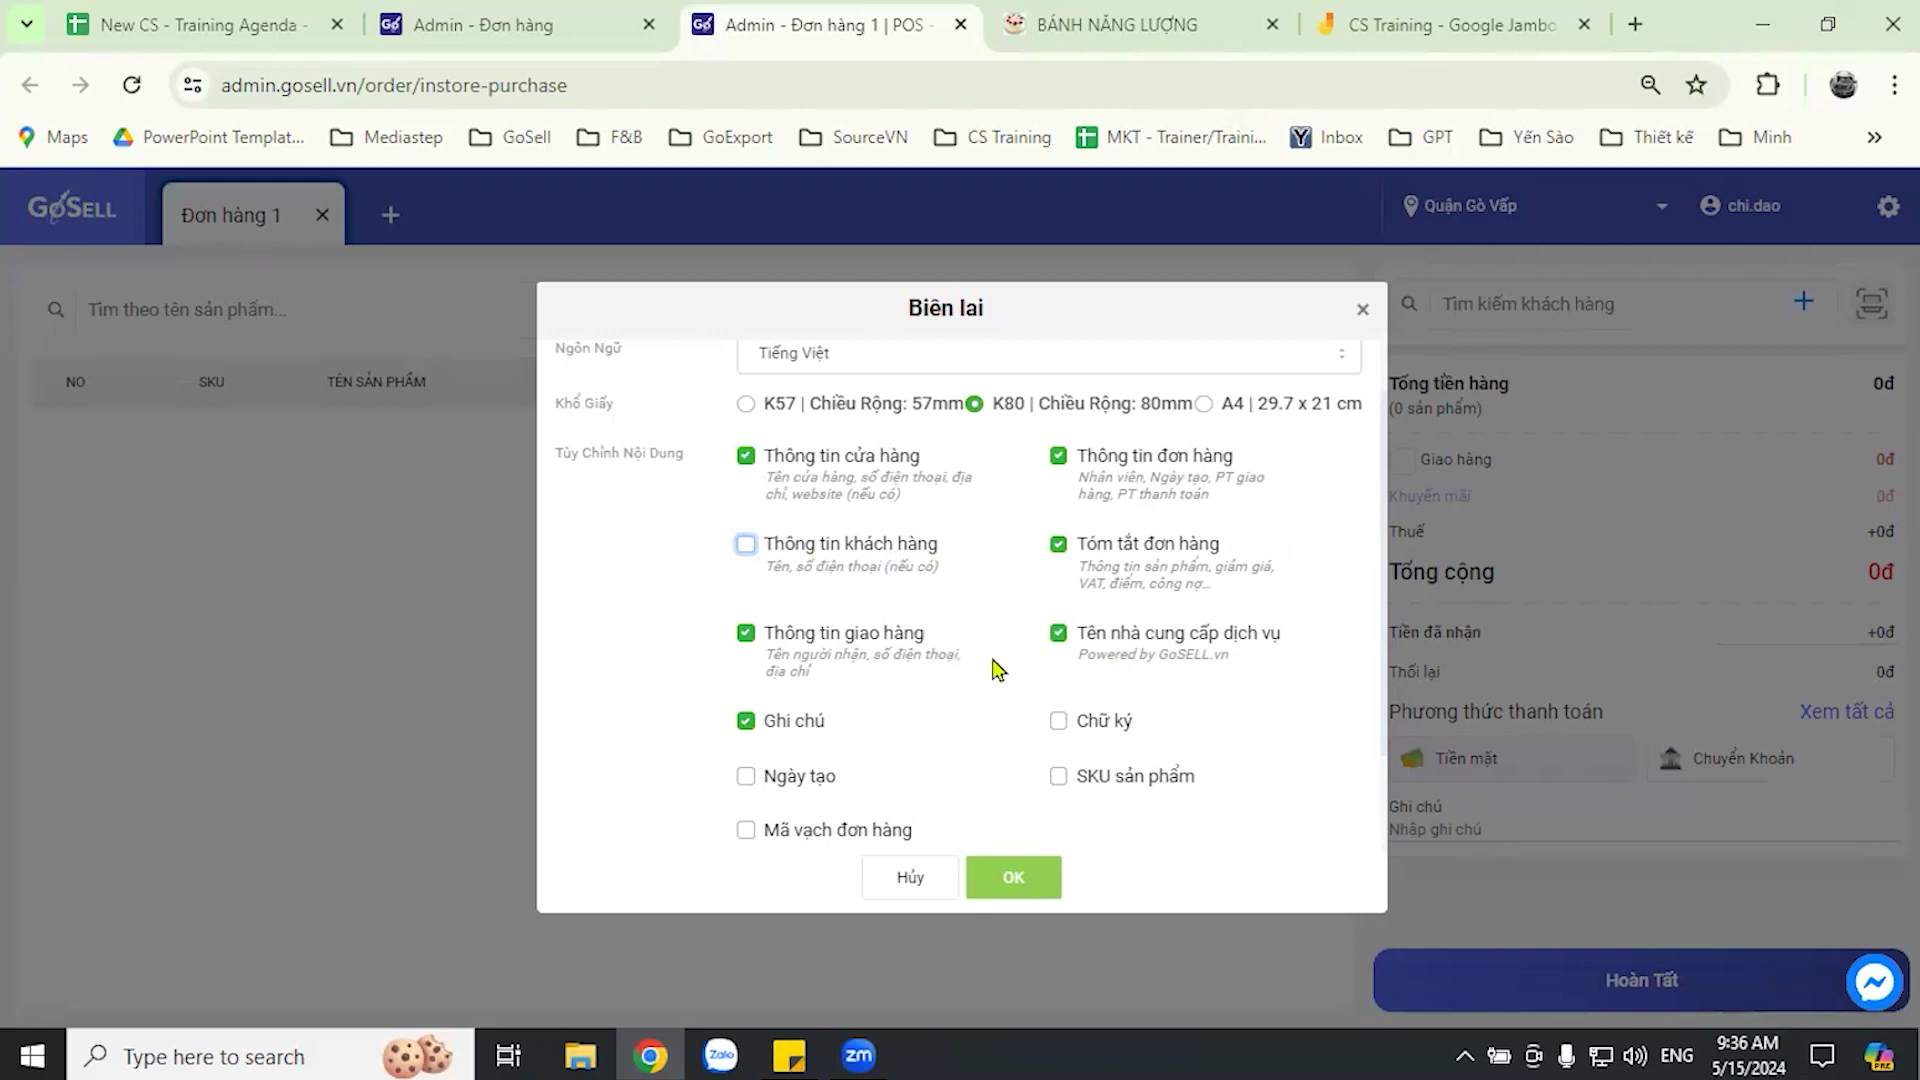 New CS - Training Agenda -
Admin - Đơn hàng
Admin - Đơn hàng 1 | POS -
BÁNH NĂNG LƯỢNG
CS Training - Google Jambo
admin.gosell.vn/order/instore-purchase
Maps
PowerPoint Templat...
Mediastep
GoSell
F&B
GoExport
SourceVN
CS Training
MKT - Trainer/Traini...
Inbox
GPT
Yến Sào
Thiết kế
Minh
GoSELL
Đơn hàng 1
Quận Gò Vấp
chi.dao
Tìm theo tên sản phẩm...
NO
SKU
TÊN SẢN PHẨM
Biên lai
Ngôn Ngữ
Tiếng Việt
Khổ Giấy
K57 | Chiều Rộng: 57mm
K80 | Chiều Rộng: 80mm
A4 | 29.7 x 21 cm
Tùy Chỉnh Nội Dung
Thông tin cửa hàng
Tên cửa hàng, số điện thoại, địa
chỉ, website (nếu có)
Thông tin đơn hàng
Nhân viên, Ngày tạo, PT giao
hàng, PT thanh toán
Thông tin khách hàng
Tên, số điện thoại (nếu có)
Tóm tắt đơn hàng
Thông tin sản phẩm, giảm giá,
VAT, điểm, công nợ...
Thông tin giao hàng
Tên người nhận, số điện thoại,
địa chỉ
Tên nhà cung cấp dịch vụ
Powered by GoSELL.vn
Ghi chú
Chữ ký
Ngày tạo
SKU sản phẩm
Mã vạch đơn hàng
Hủy
OK
Tìm kiếm khách hàng
Tổng tiền hàng
0đ
(0 sản phẩm)
Giao hàng
0đ
Khuyến mãi
0đ
Thuế
+0đ
Tổng cộng
0đ
Tiền đã nhận
+0đ
Thối lại
0đ
Phương thức thanh toán
Xem tất cả
Tiền mặt
Chuyển Khoản
Ghi chú
Nhập ghi chú
Hoàn Tất
Type here to search
Zalo
zm
ENG
9:36 AM
5/15/2024
PRE